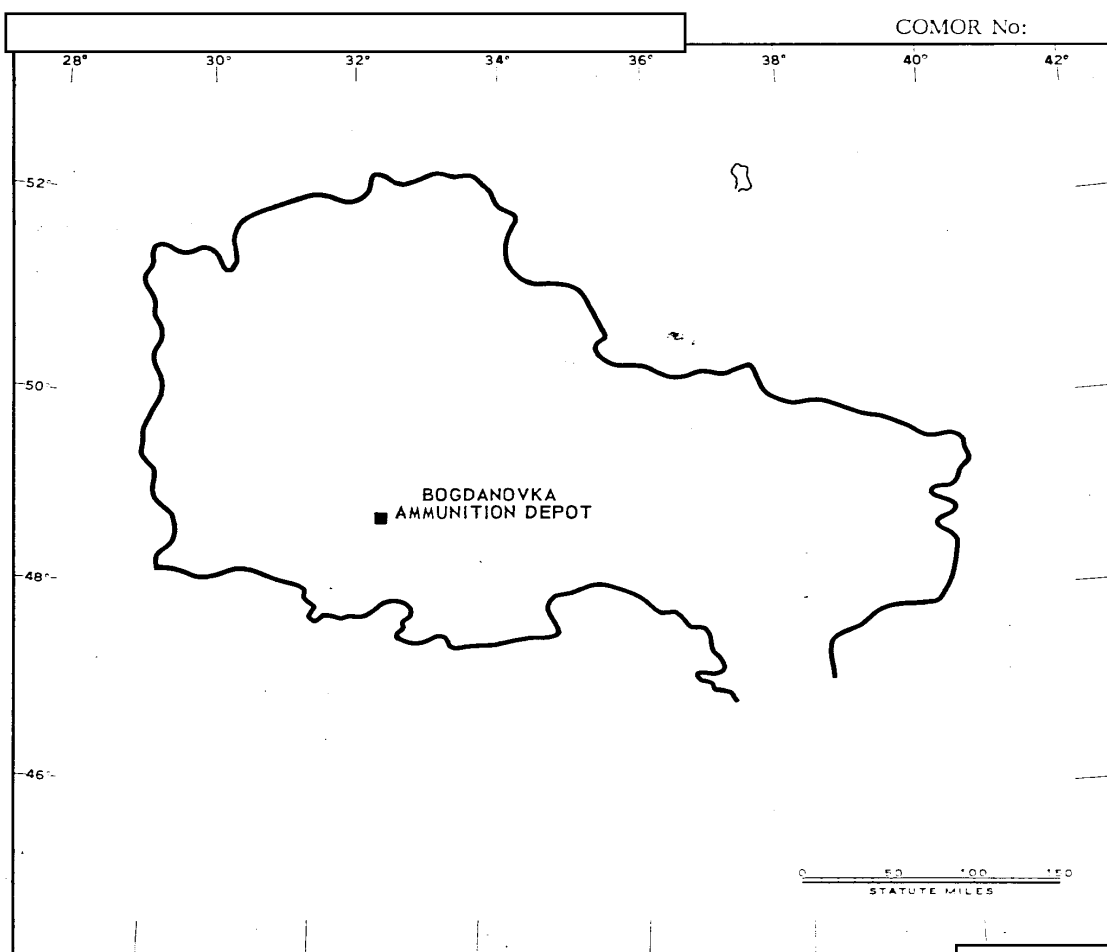 COMOR No:
28° 30° 32° 34° 36° 38° 40° 42°
52°
50°
BOGDANOVKA
AMMUNITION DEPOT
48°
46°
0 50 100 150
STATUTE MILES